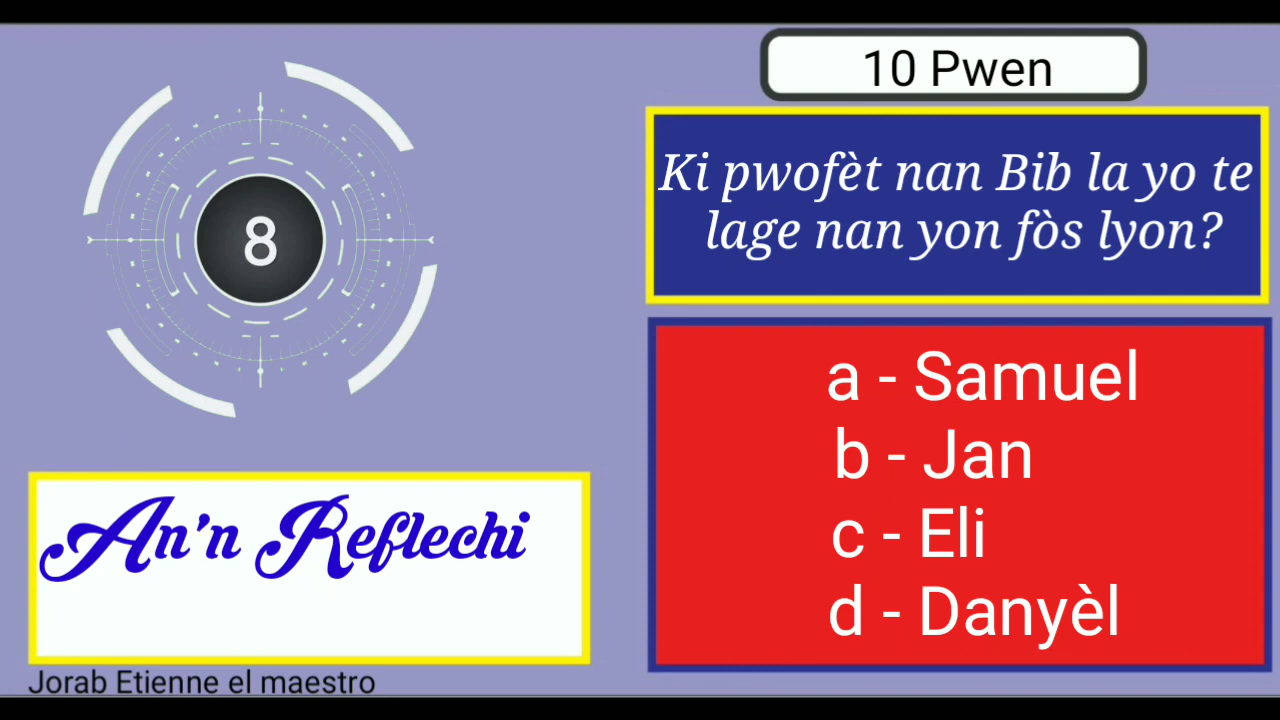 10 Pwen
Ki pwofèt nan Bib la yo te
lage nan yon fòs lyon?
8
a - Samuel
b - Jan
c - Eli
d - Danyèl
An'n Reflechi
Jorab Etienne el maestro